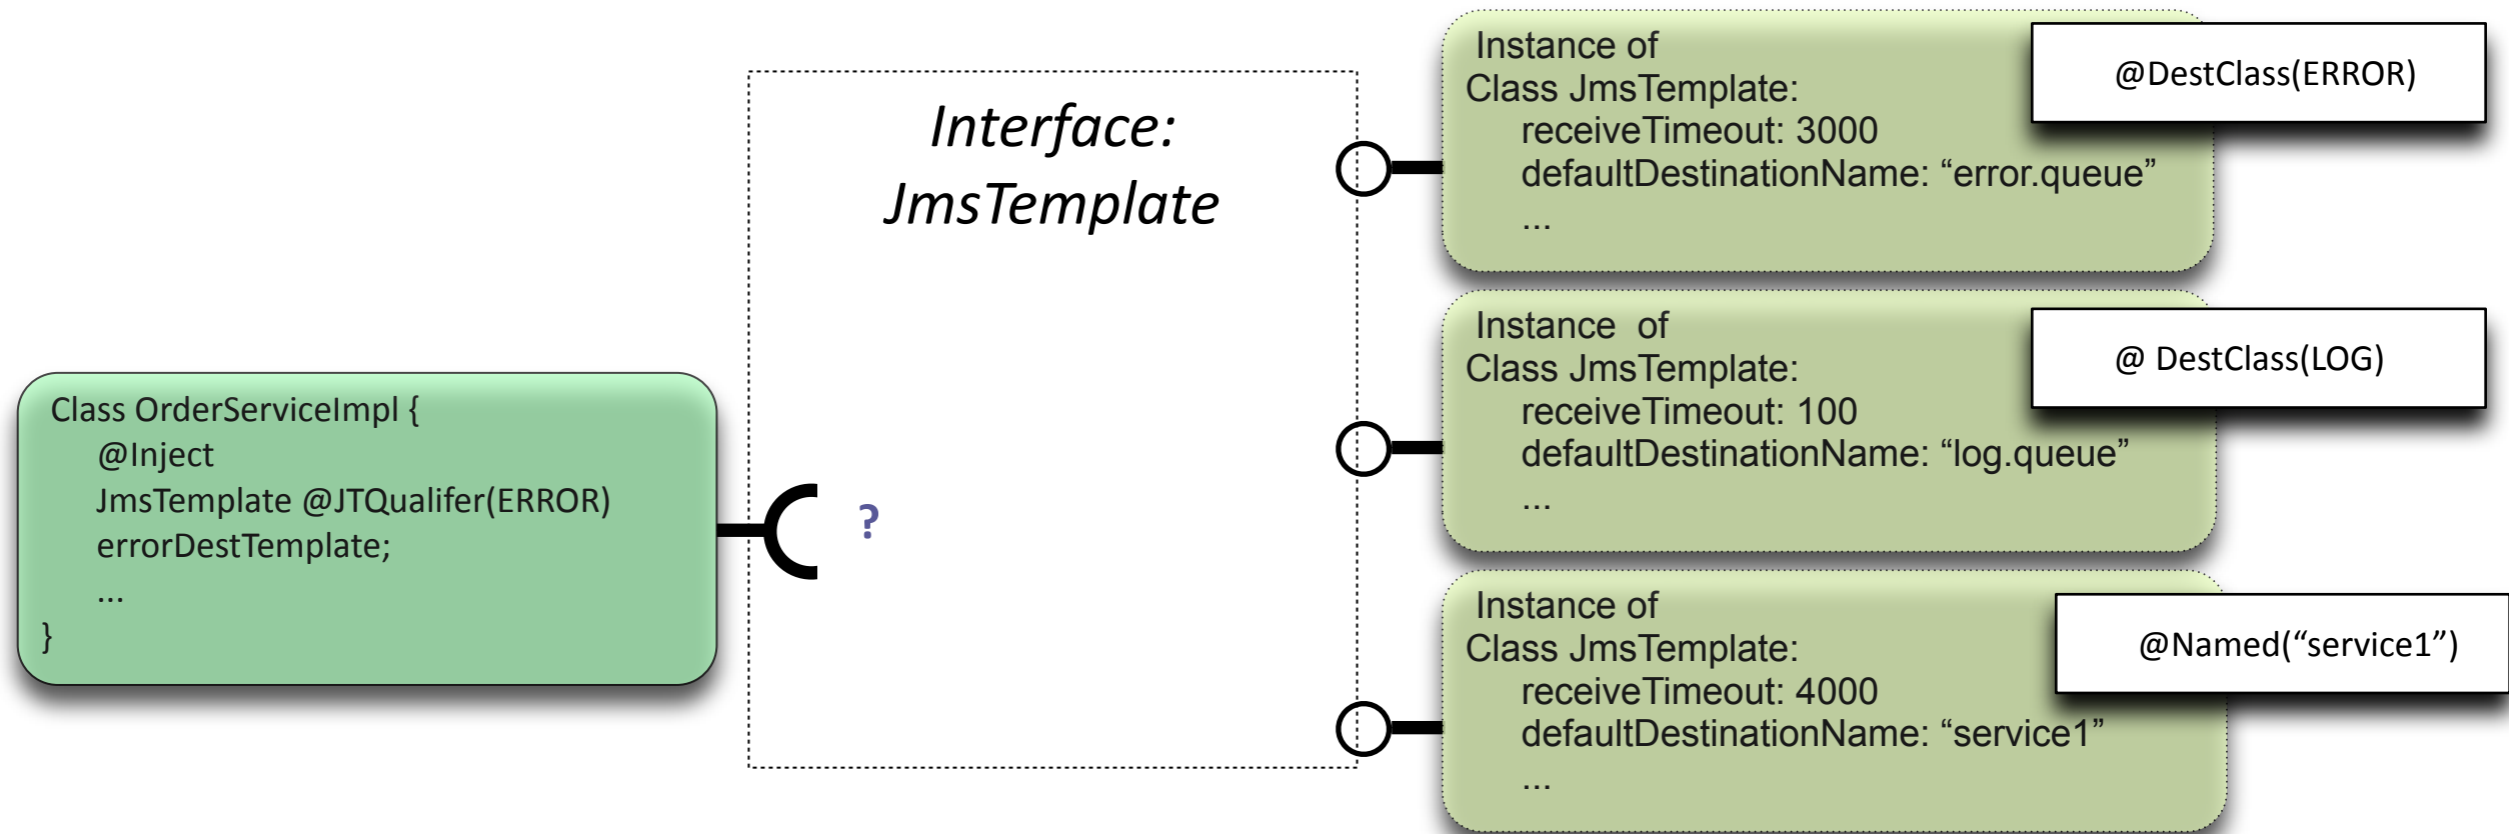 Class OrderServiceImpl {
@Inject
JmsTemplate @JTQualifer(ERROR)
errorDestTemplate;
...
}
?
Interface:
JmsTemplate
Instance of
Class JmsTemplate:
receiveTimeout: 3000
defaultDestinationName: “error.queue”
...
@DestClass(ERROR)
Instance of
Class JmsTemplate:
receiveTimeout: 100
defaultDestinationName: “log.queue”
...
@ DestClass(LOG)
Instance of
Class JmsTemplate:
receiveTimeout: 4000
defaultDestinationName: “service1”
...
@Named(“service1”)